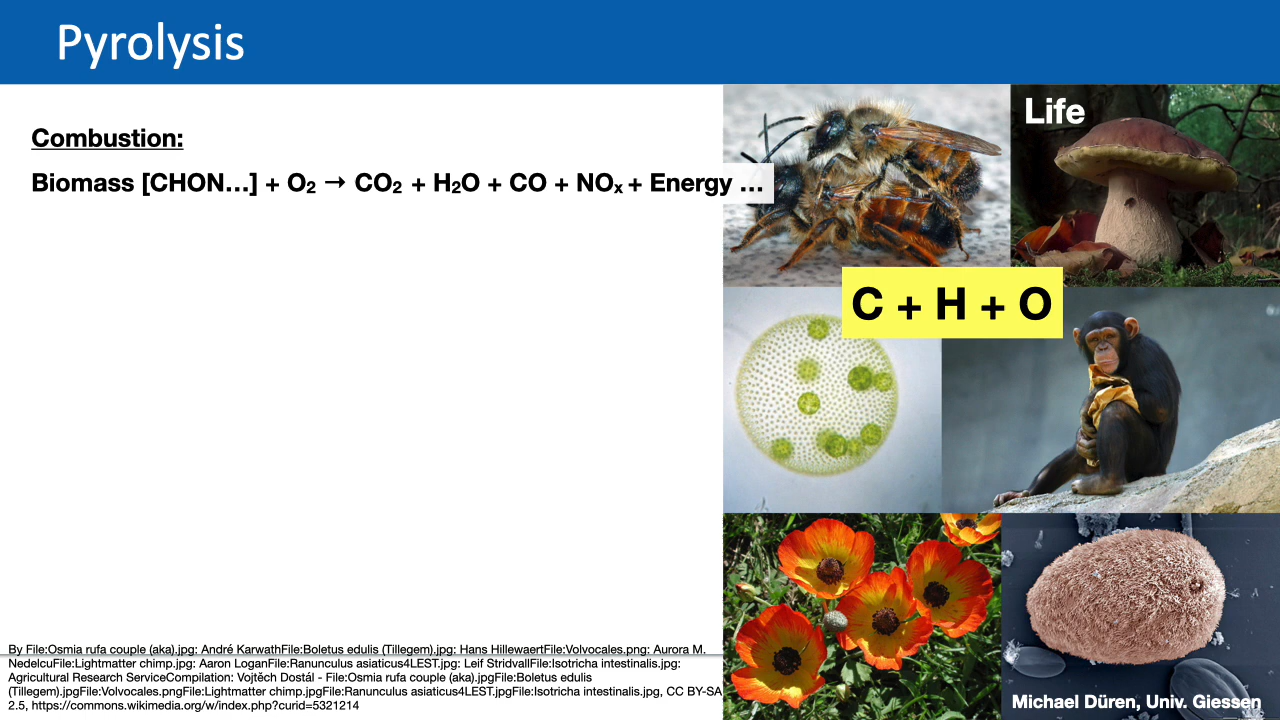 Pyrolysis
Combustion:
Biomass [CHON…] + O₂ → CO₂ + H₂O + CO + NOₓ + Energy …
Life
C + H + O
By File:Osmia rufa couple (aka).jpg: André KarwathFile:Boletus edulis (Tillegem).jpg: Hans HillewaertFile:Volvocales.png: Aurora M.
NedelcuFile:Lightmatter chimp.jpg: Aaron LoganFile:Ranunculus asiaticus4LEST.jpg: Leif StridvallFile:Isotricha intestinalis.jpg:
Agricultural Research ServiceCompilation: Vojtěch Dostál - File:Osmia rufa couple (aka).jpgFile:Boletus edulis
(Tillegem).jpgFile:Volvocales.pngFile:Lightmatter chimp.jpgFile:Ranunculus asiaticus4LEST.jpgFile:Isotricha intestinalis.jpg, CC BY-SA
2.5, https://commons.wikimedia.org/w/index.php?curid=5321214
Michael Düren, Univ. Giessen